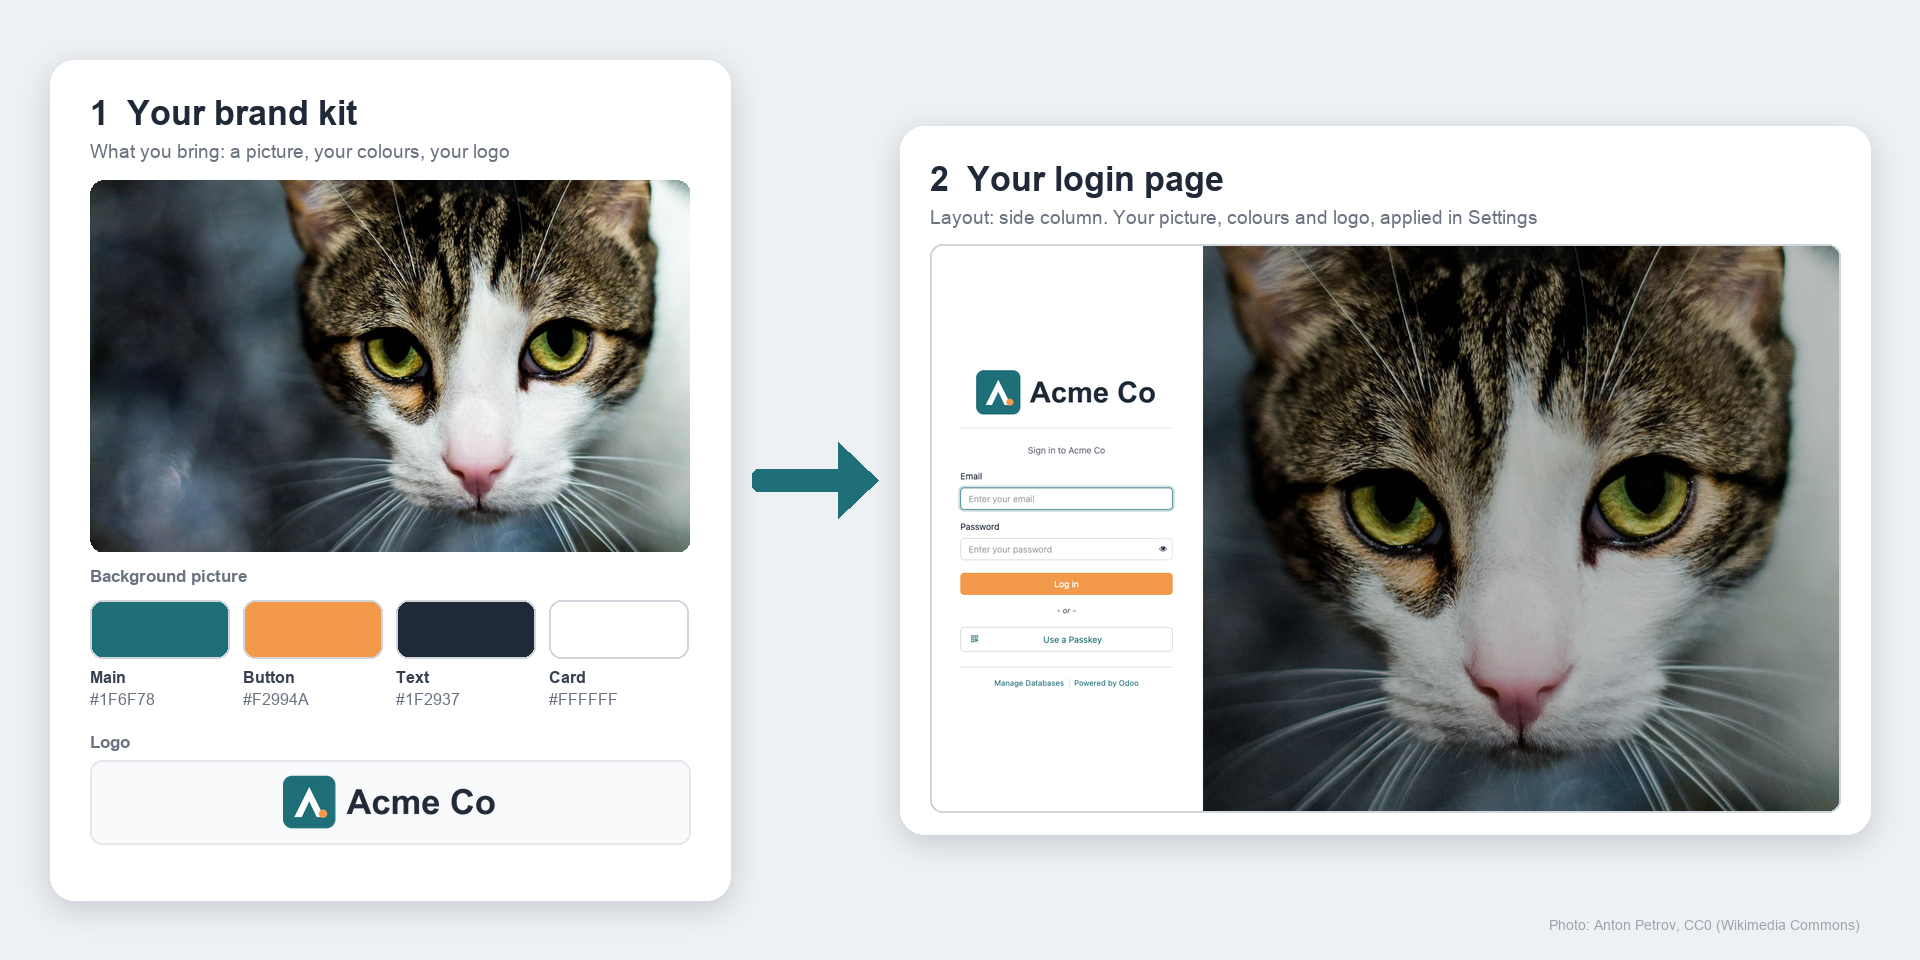 1 Your brand kit
What you bring: a picture, your colours, your logo
Background picture
Main
#1F6F78
Button
#F2994A
Text
#1F2937
Card
#FFFFFF
Logo
Acme Co
2 Your login page
Layout: side column. Your picture, colours and logo, applied in Settings
Acme Co
Sign in to Acme Co
Email
Enter your email
Password
Enter your password
Log in
- or -
Use a Passkey
Manage Databases | Powered by Odoo
Photo: Anton Petrov, CC0 (Wikimedia Commons)